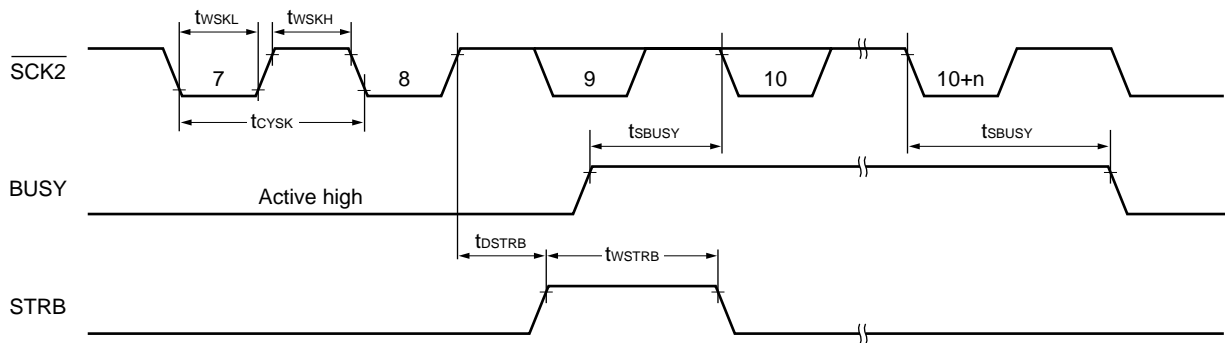 tWSKL
tWSKH
SCK2
7
8
9
10
10+n
tCYSK
tSBUSY
tSBUSY
BUSY
Active high
tDSTRB
tWSTRB
STRB